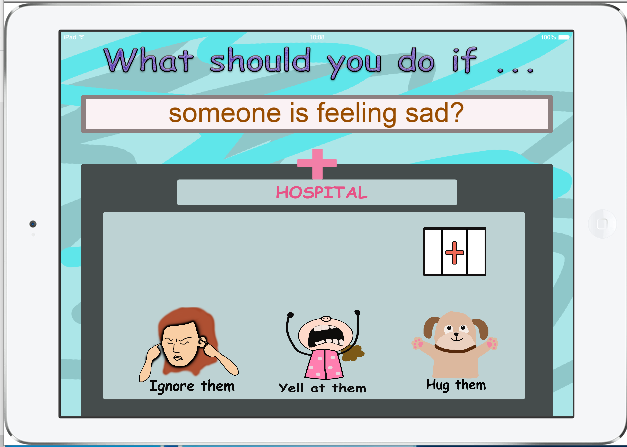 iPad
10:08
100%
What should you do if ...
someone is feeling sad?
HOSPITAL
Ignore them
Yell at them
Hug them